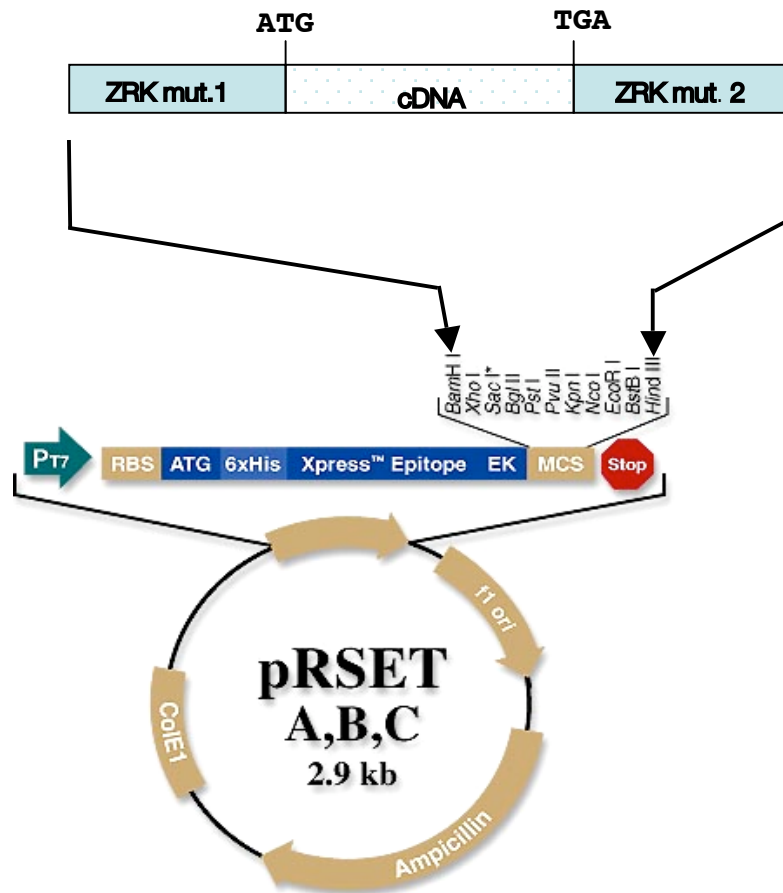 ATG TGA
ZRK mut.1 cDNA ZRK mut. 2
BamH I
Xho I
Sac I*
Bgl II
Pst I
Pvu II
Kpn I
Nco I
EcoR I
BstB I
Hind III
PT7 RBS ATG 6xHis Xpress™ Epitope EK MCS Stop
f1 ori
pRSET
A,B,C
2.9 kb
ColE1
Ampicillin